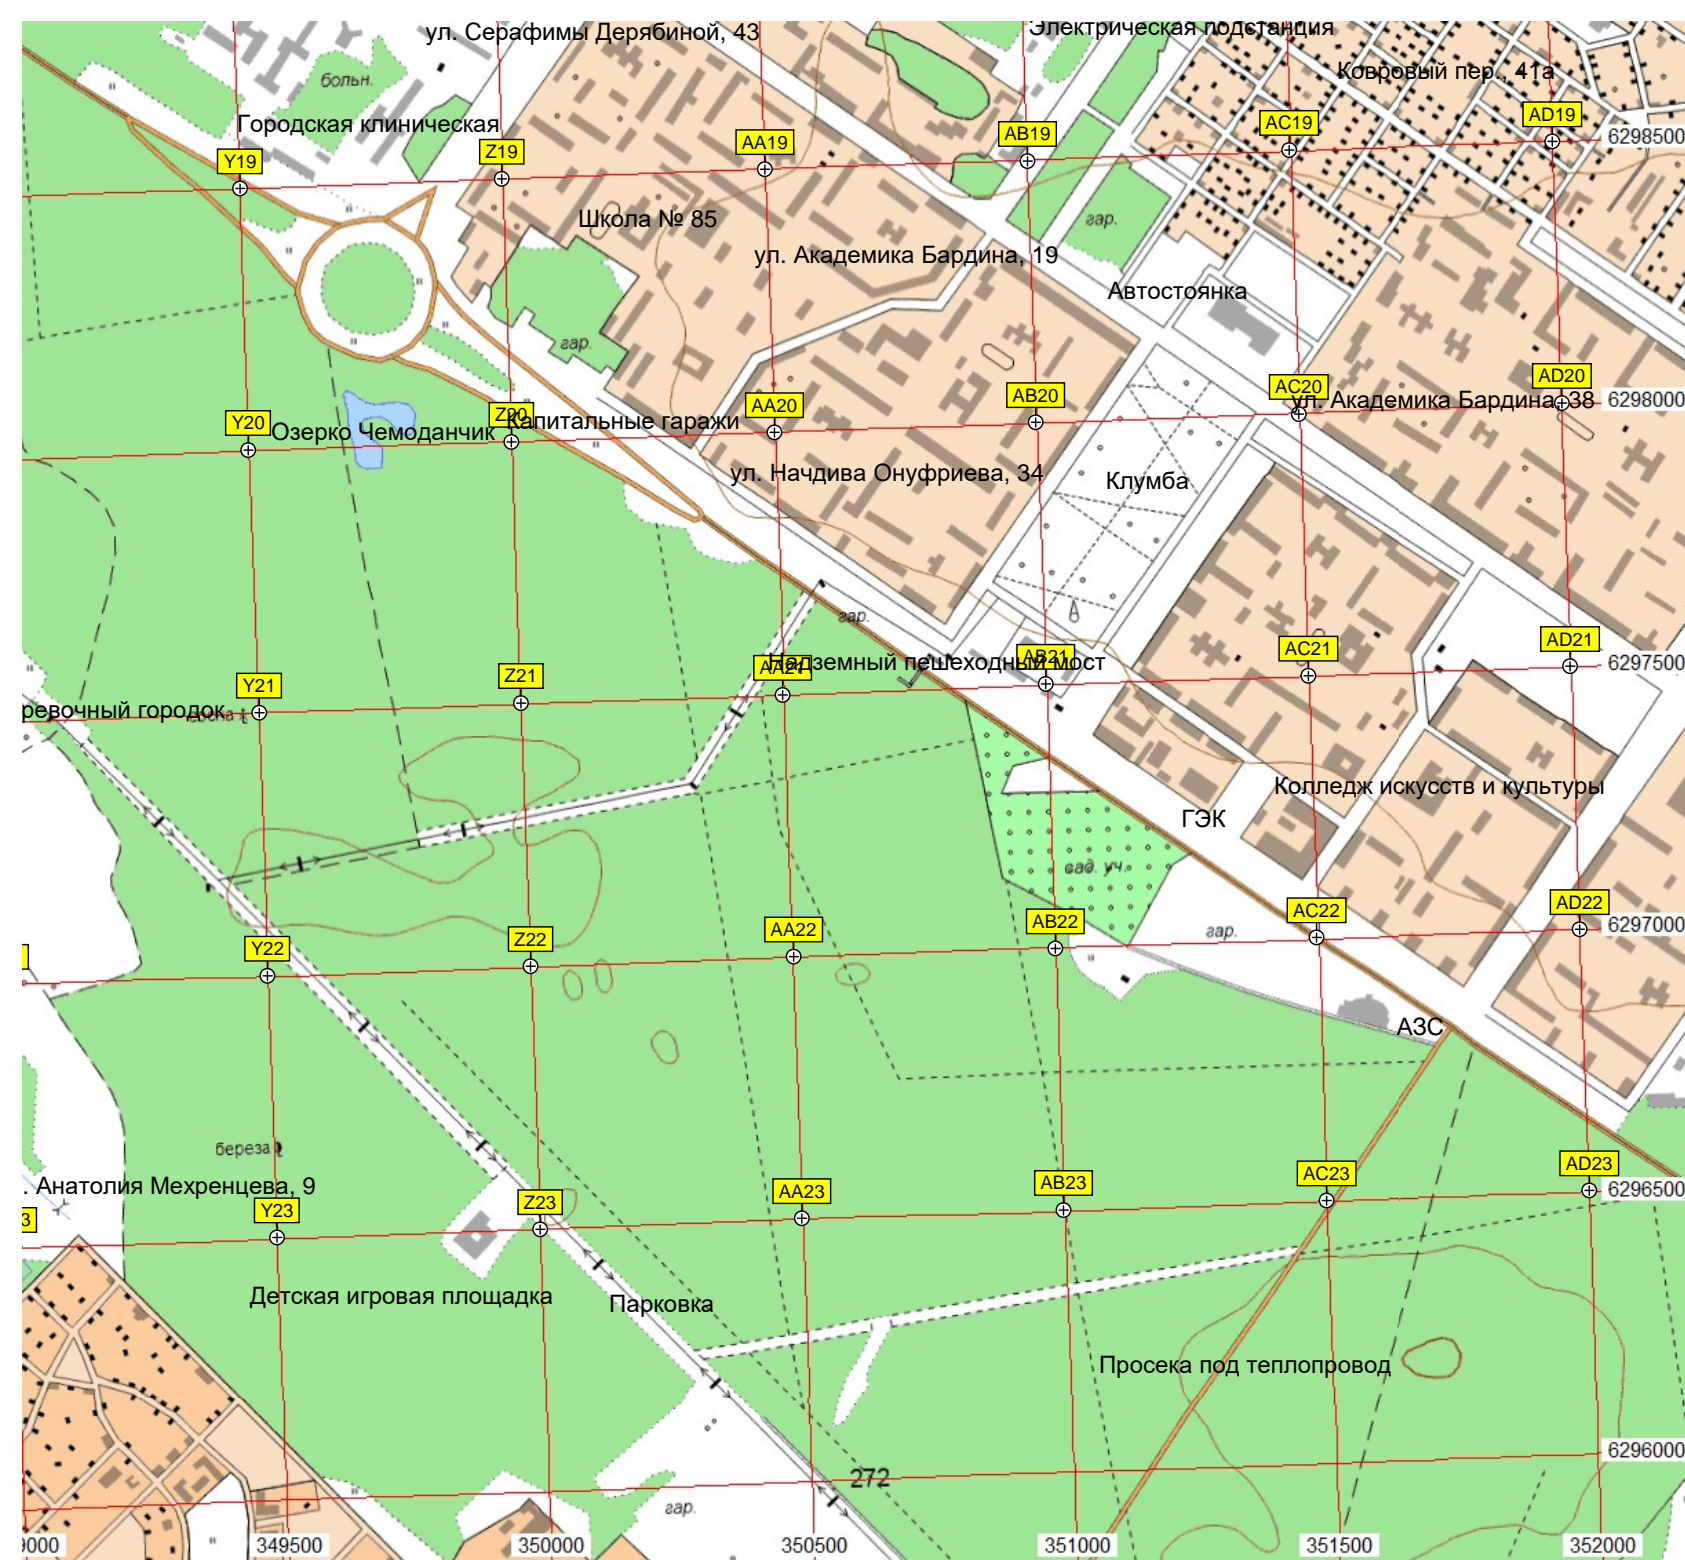 ул. Серафимы Дерябиной, 43
Электрическая подстанция
Ковровый пер., 41а
больн.
Городская клиническая
Y19
Z19
AA19
AB19
AC19
AD19
6298500
Школа № 85
гар.
ул. Академика Бардина, 19
Автостоянка
гар.
Y20
Z20
AA20
AB20
AC20
AD20
6298000
Озерко Чемоданчик
Капитальные гаражи
ул. Академика Бардина, 38
ул. Начдива Онуфриева, 34
Клумба
гар.
Y21
Z21
AA21
AB21
AC21
AD21
6297500
Надземный пешеходный мост
ревочный городок
сосна
Колледж искусств и культуры
ГЭК
сад. уч.
Y22
Z22
AA22
AB22
AC22
AD22
6297000
гар.
АЗС
береза
. Анатолия Мехренцева, 9
3
Y23
Z23
AA23
AB23
AC23
AD23
6296500
Детская игровая площадка
Парковка
Просека под теплопровод
6296000
272
гар.
9000
349500
350000
350500
351000
351500
352000